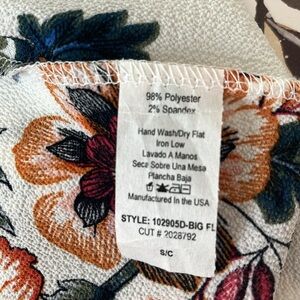 98% Polyester
2% Spandex
Hand Wash/Dry Flat
Iron Low
Lavado A Manos
Seca Sobre Una Mesa
Plancha Baja
Manufactured In the USA
STYLE: 102905D-BIG FL
CUT # 2028792
S/C